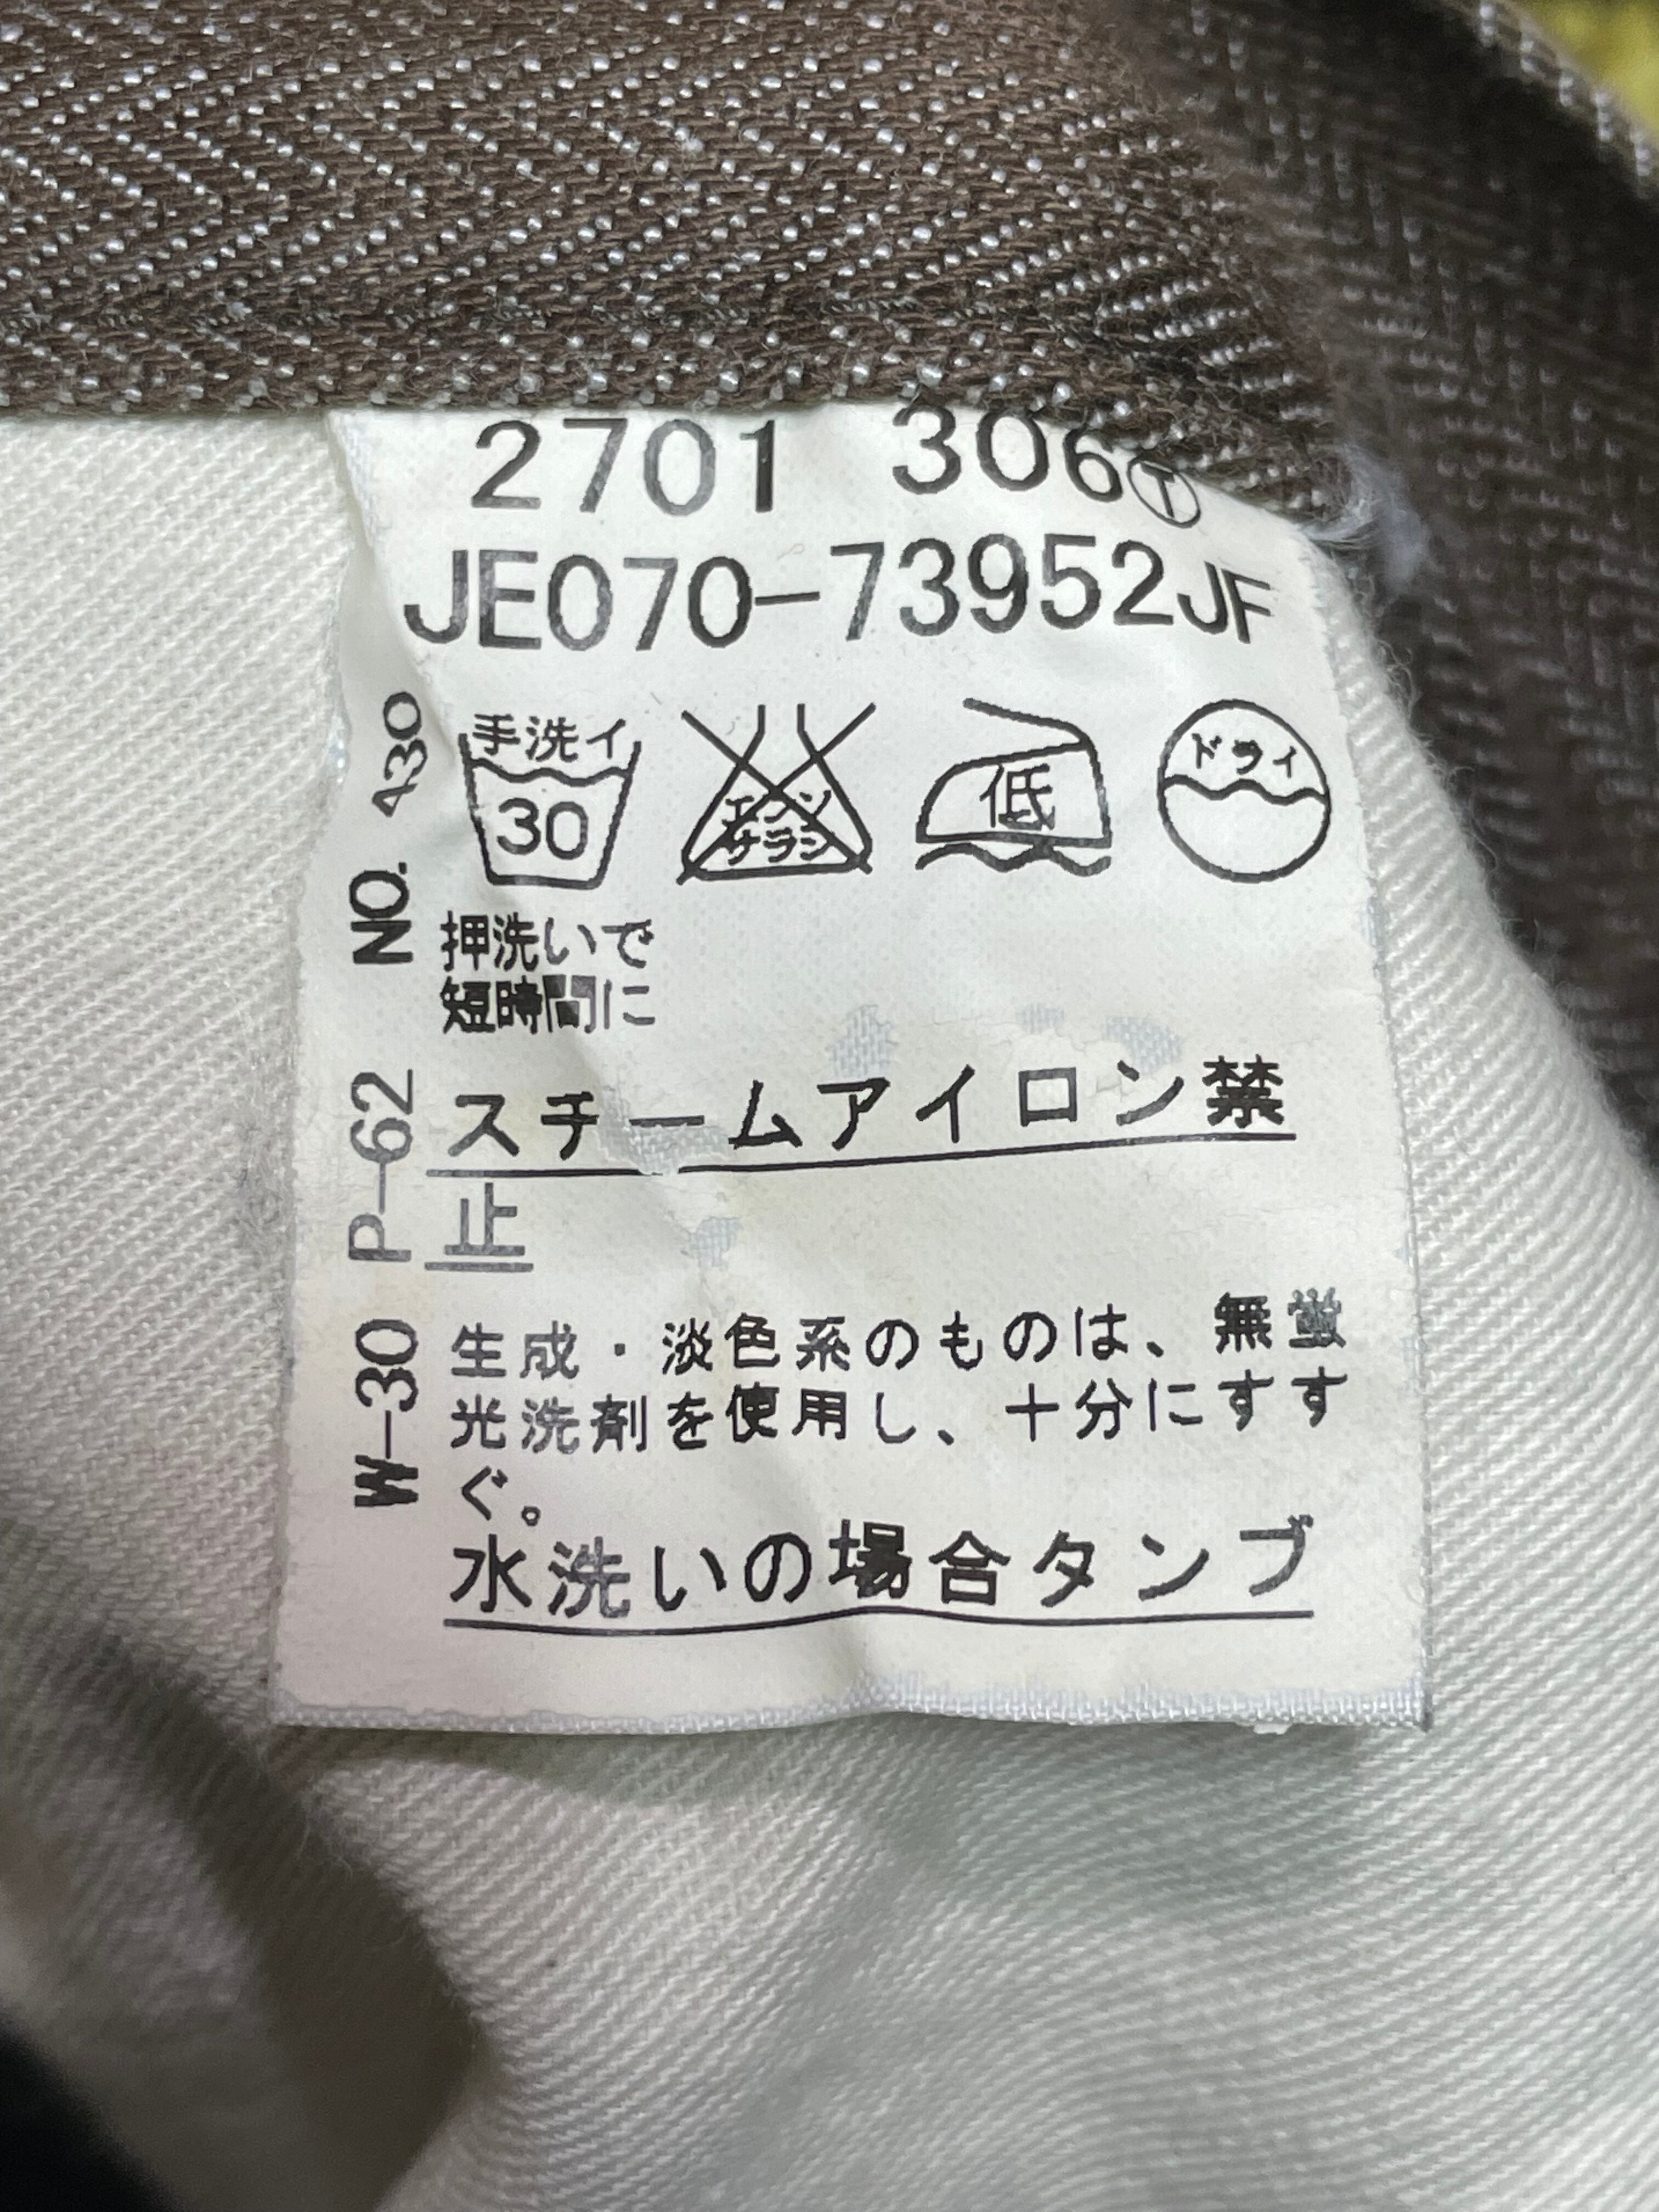 2701 306Ⓣ
JE070-73952JF
手洗イ
30
エンソ
サラシ
低
ドライ
押洗いで
短時間に
スチームアイロン禁
止
生成・淡色系のものは、無蛍
光洗剤を使用し、十分にすす
ぐ。
水洗いの場合タンブ
W-30 P-62 NO. 430